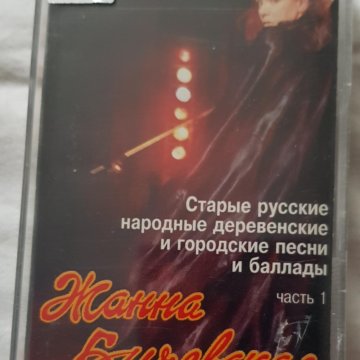 Старые русские
народные деревенские
и городские песни
и баллады
часть 1
Жанна